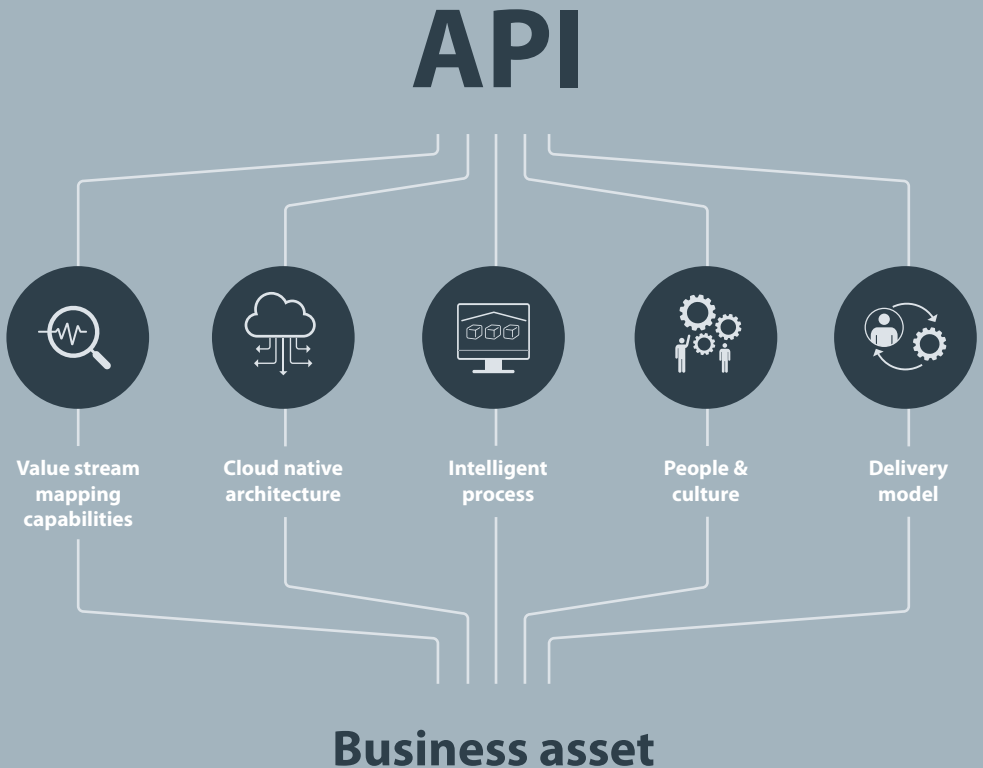 API
Value stream
mapping
capabilities
Cloud native
architecture
Intelligent
process
People &
culture
Delivery
model
Business asset